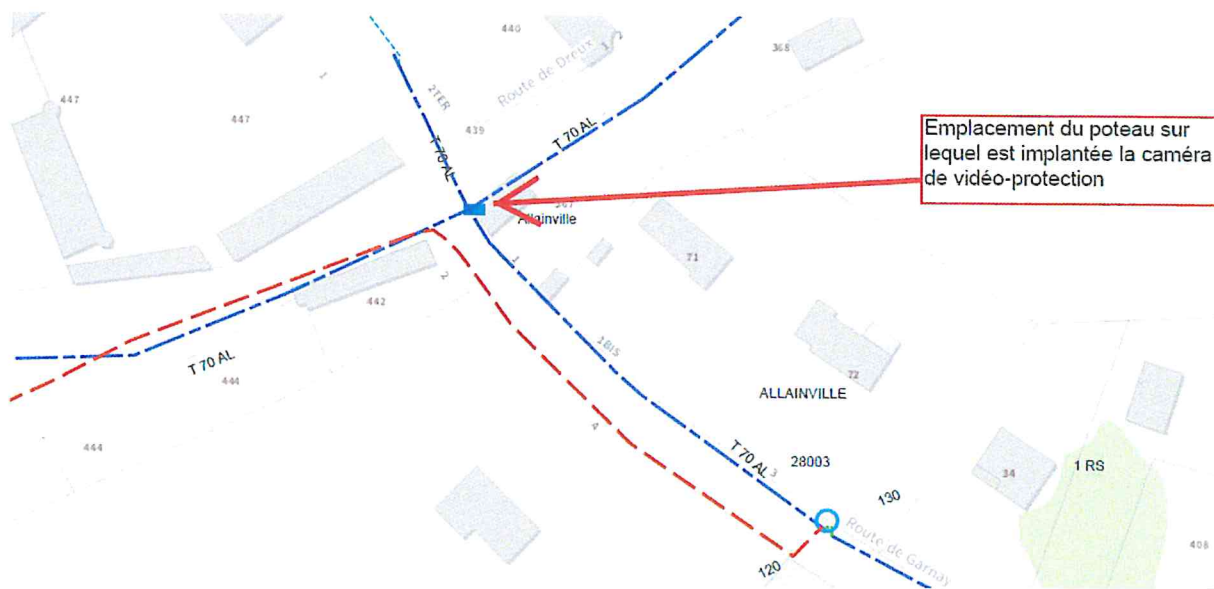 440
1 2
368
447
Route de Dreux
2TER
447
439
T 70 AL
T 70 AL
Emplacement du poteau sur
lequel est implantée la caméra
de vidéo-protection
367
Allainville
1
71
2
442
1BIS
T 70 AL
444
72
ALLAINVILLE
4
444
T 70 AL
3
28003
34
1 RS
130
Route de Garnay
408
120